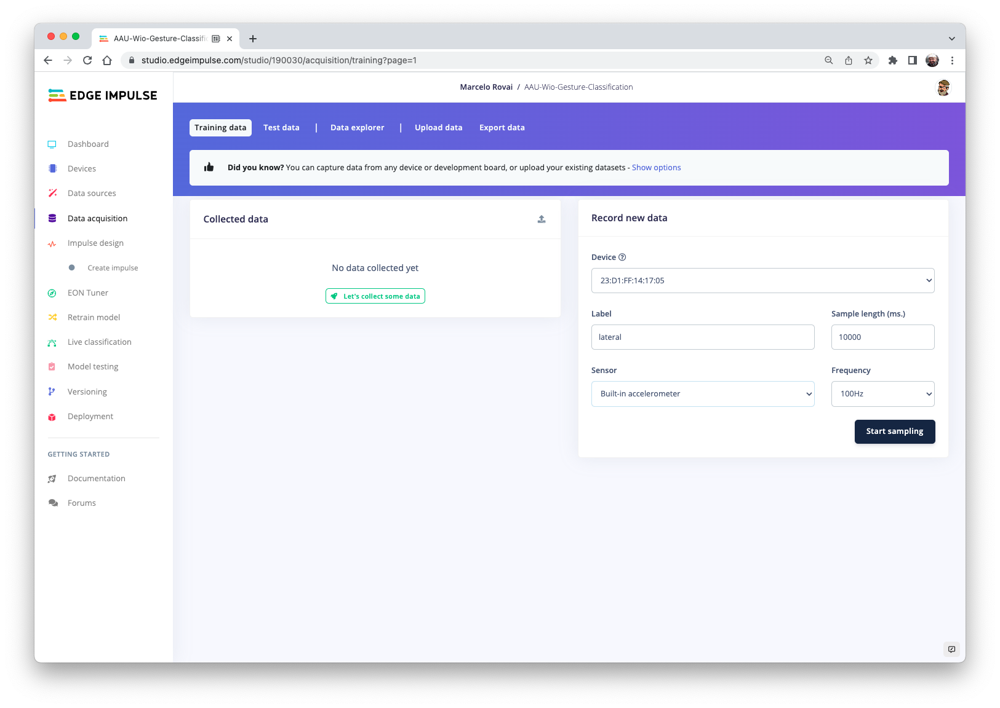 AAU-Wio-Gesture-Classific
studio.edgeimpulse.com/studio/190030/acquisition/training?page=1
EDGE IMPULSE
Marcelo Rovai / AAU-Wio-Gesture-Classification
Dashboard
Devices
Data sources
Data acquisition
Impulse design
Create impulse
EON Tuner
Retrain model
Live classification
Model testing
Versioning
Deployment
GETTING STARTED
Documentation
Forums
Training data Test data | Data explorer | Upload data Export data
Did you know? You can capture data from any device or development board, or upload your existing datasets - Show options
Collected data
No data collected yet
Let's collect some data
Record new data
Device
23:D1:FF:14:17:05
Label Sample length (ms.)
lateral 10000
Sensor Frequency
Built-in accelerometer 100Hz
Start sampling